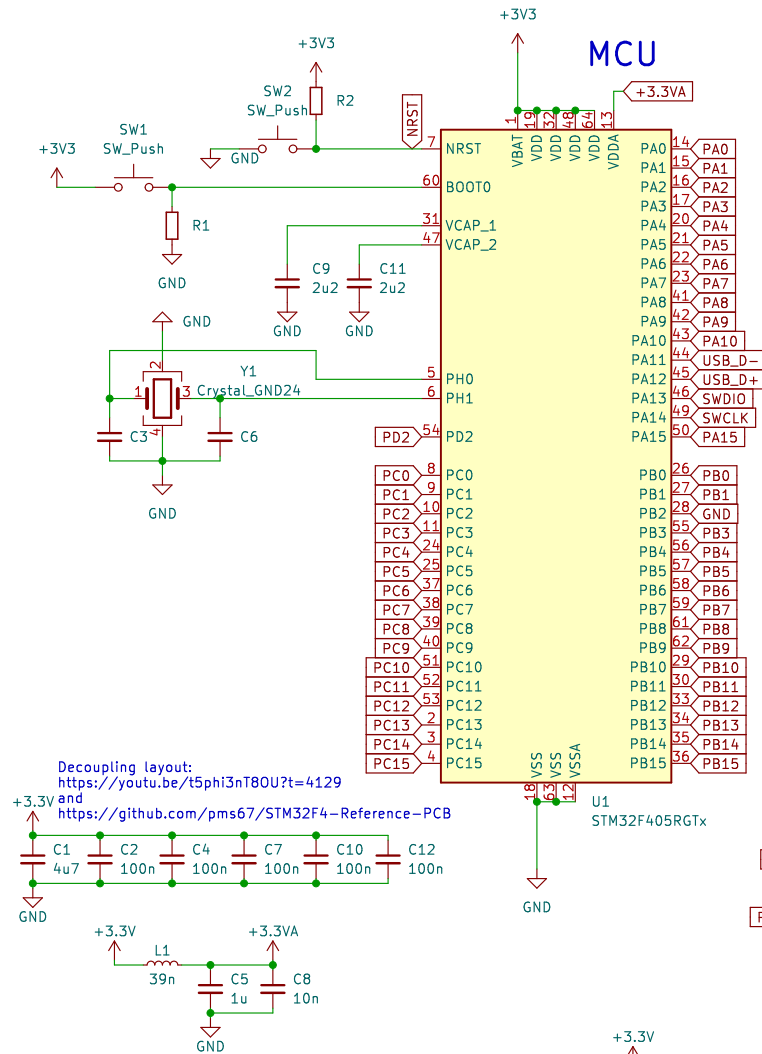 MCU
+3V3
+3V3
+3.3VA
SW2
SW_Push
R2
NRST
GND
SW1
SW_Push
+3V3
R1
GND
1 19 32 48 64 13
VBAT VDD VDD VDD VDD VDDA
7 NRST
60 BOOT0
31 VCAP_1
47 VCAP_2
C9
2u2
C11
2u2
GND
GND
GND
Y1
Crystal_GND24
2
1
3
4
C3
C6
GND
5 PH0
6 PH1
PD2 54 PD2
PC0 8 PC0
PC1 9 PC1
PC2 10 PC2
PC3 11 PC3
PC4 24 PC4
PC5 25 PC5
PC6 37 PC6
PC7 38 PC7
PC8 39 PC8
PC9 40 PC9
PC10 51 PC10
PC11 52 PC11
PC12 53 PC12
PC13 2 PC13
PC14 3 PC14
PC15 4 PC15
PA0 14 PA0
PA1 15 PA1
PA2 16 PA2
PA3 17 PA3
PA4 20 PA4
PA5 21 PA5
PA6 22 PA6
PA7 23 PA7
PA8 41 PA8
PA9 42 PA9
PA10 43 PA10
PA11 44 USB_D-
PA12 45 USB_D+
PA13 46 SWDIO
PA14 49 SWCLK
PA15 50 PA15
PB0 26 PB0
PB1 27 PB1
PB2 28 GND
PB3 55 PB3
PB4 56 PB4
PB5 57 PB5
PB6 58 PB6
PB7 59 PB7
PB8 61 PB8
PB9 62 PB9
PB10 29 PB10
PB11 30 PB11
PB12 33 PB12
PB13 34 PB13
PB14 35 PB14
PB15 36 PB15
VSS VSS VSSA
18 63 12
U1
STM32F405RGTx
GND
Decoupling layout:
https://youtu.be/t5phi3nT8OU?t=4129
and
https://github.com/pms67/STM32F4-Reference-PCB
+3.3V
C1 C2 C4 C7 C10 C12
4u7 100n 100n 100n 100n 100n
GND
+3.3V
+3.3VA
L1
39n
C5
1u
C8
10n
GND
+3.3V